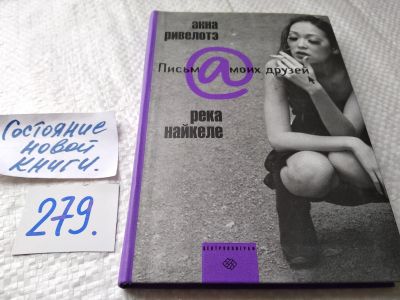 Состояние
новой
книги.
279.
анна
ривелотэ
Письм@моих друзей
река
найкеле
ЦЕНТРПОЛИГРАФ